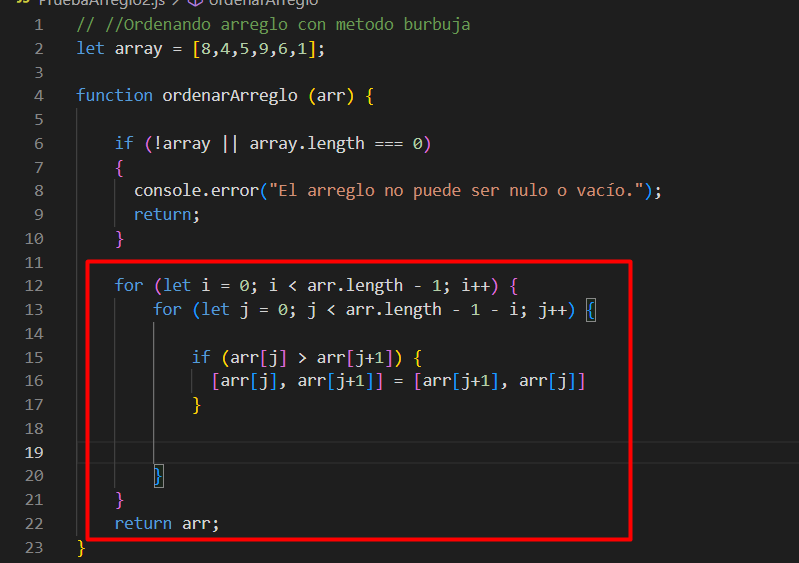 PruebaArreglo2.js > ordenarArreglo
1 // //Ordenando arreglo con metodo burbuja
2 let array = [8,4,5,9,6,1];
3
4 function ordenarArreglo (arr) {
5
6 if (!array || array.length === 0)
7 {
8 console.error("El arreglo no puede ser nulo o vacío.");
9 return;
10 }
11
12 for (let i = 0; i < arr.length - 1; i++) {
13 for (let j = 0; j < arr.length - 1 - i; j++) {
14
15 if (arr[j] > arr[j+1]) {
16 [arr[j], arr[j+1]] = [arr[j+1], arr[j]]
17 }
18
19
20 }
21 }
22 return arr;
23 }